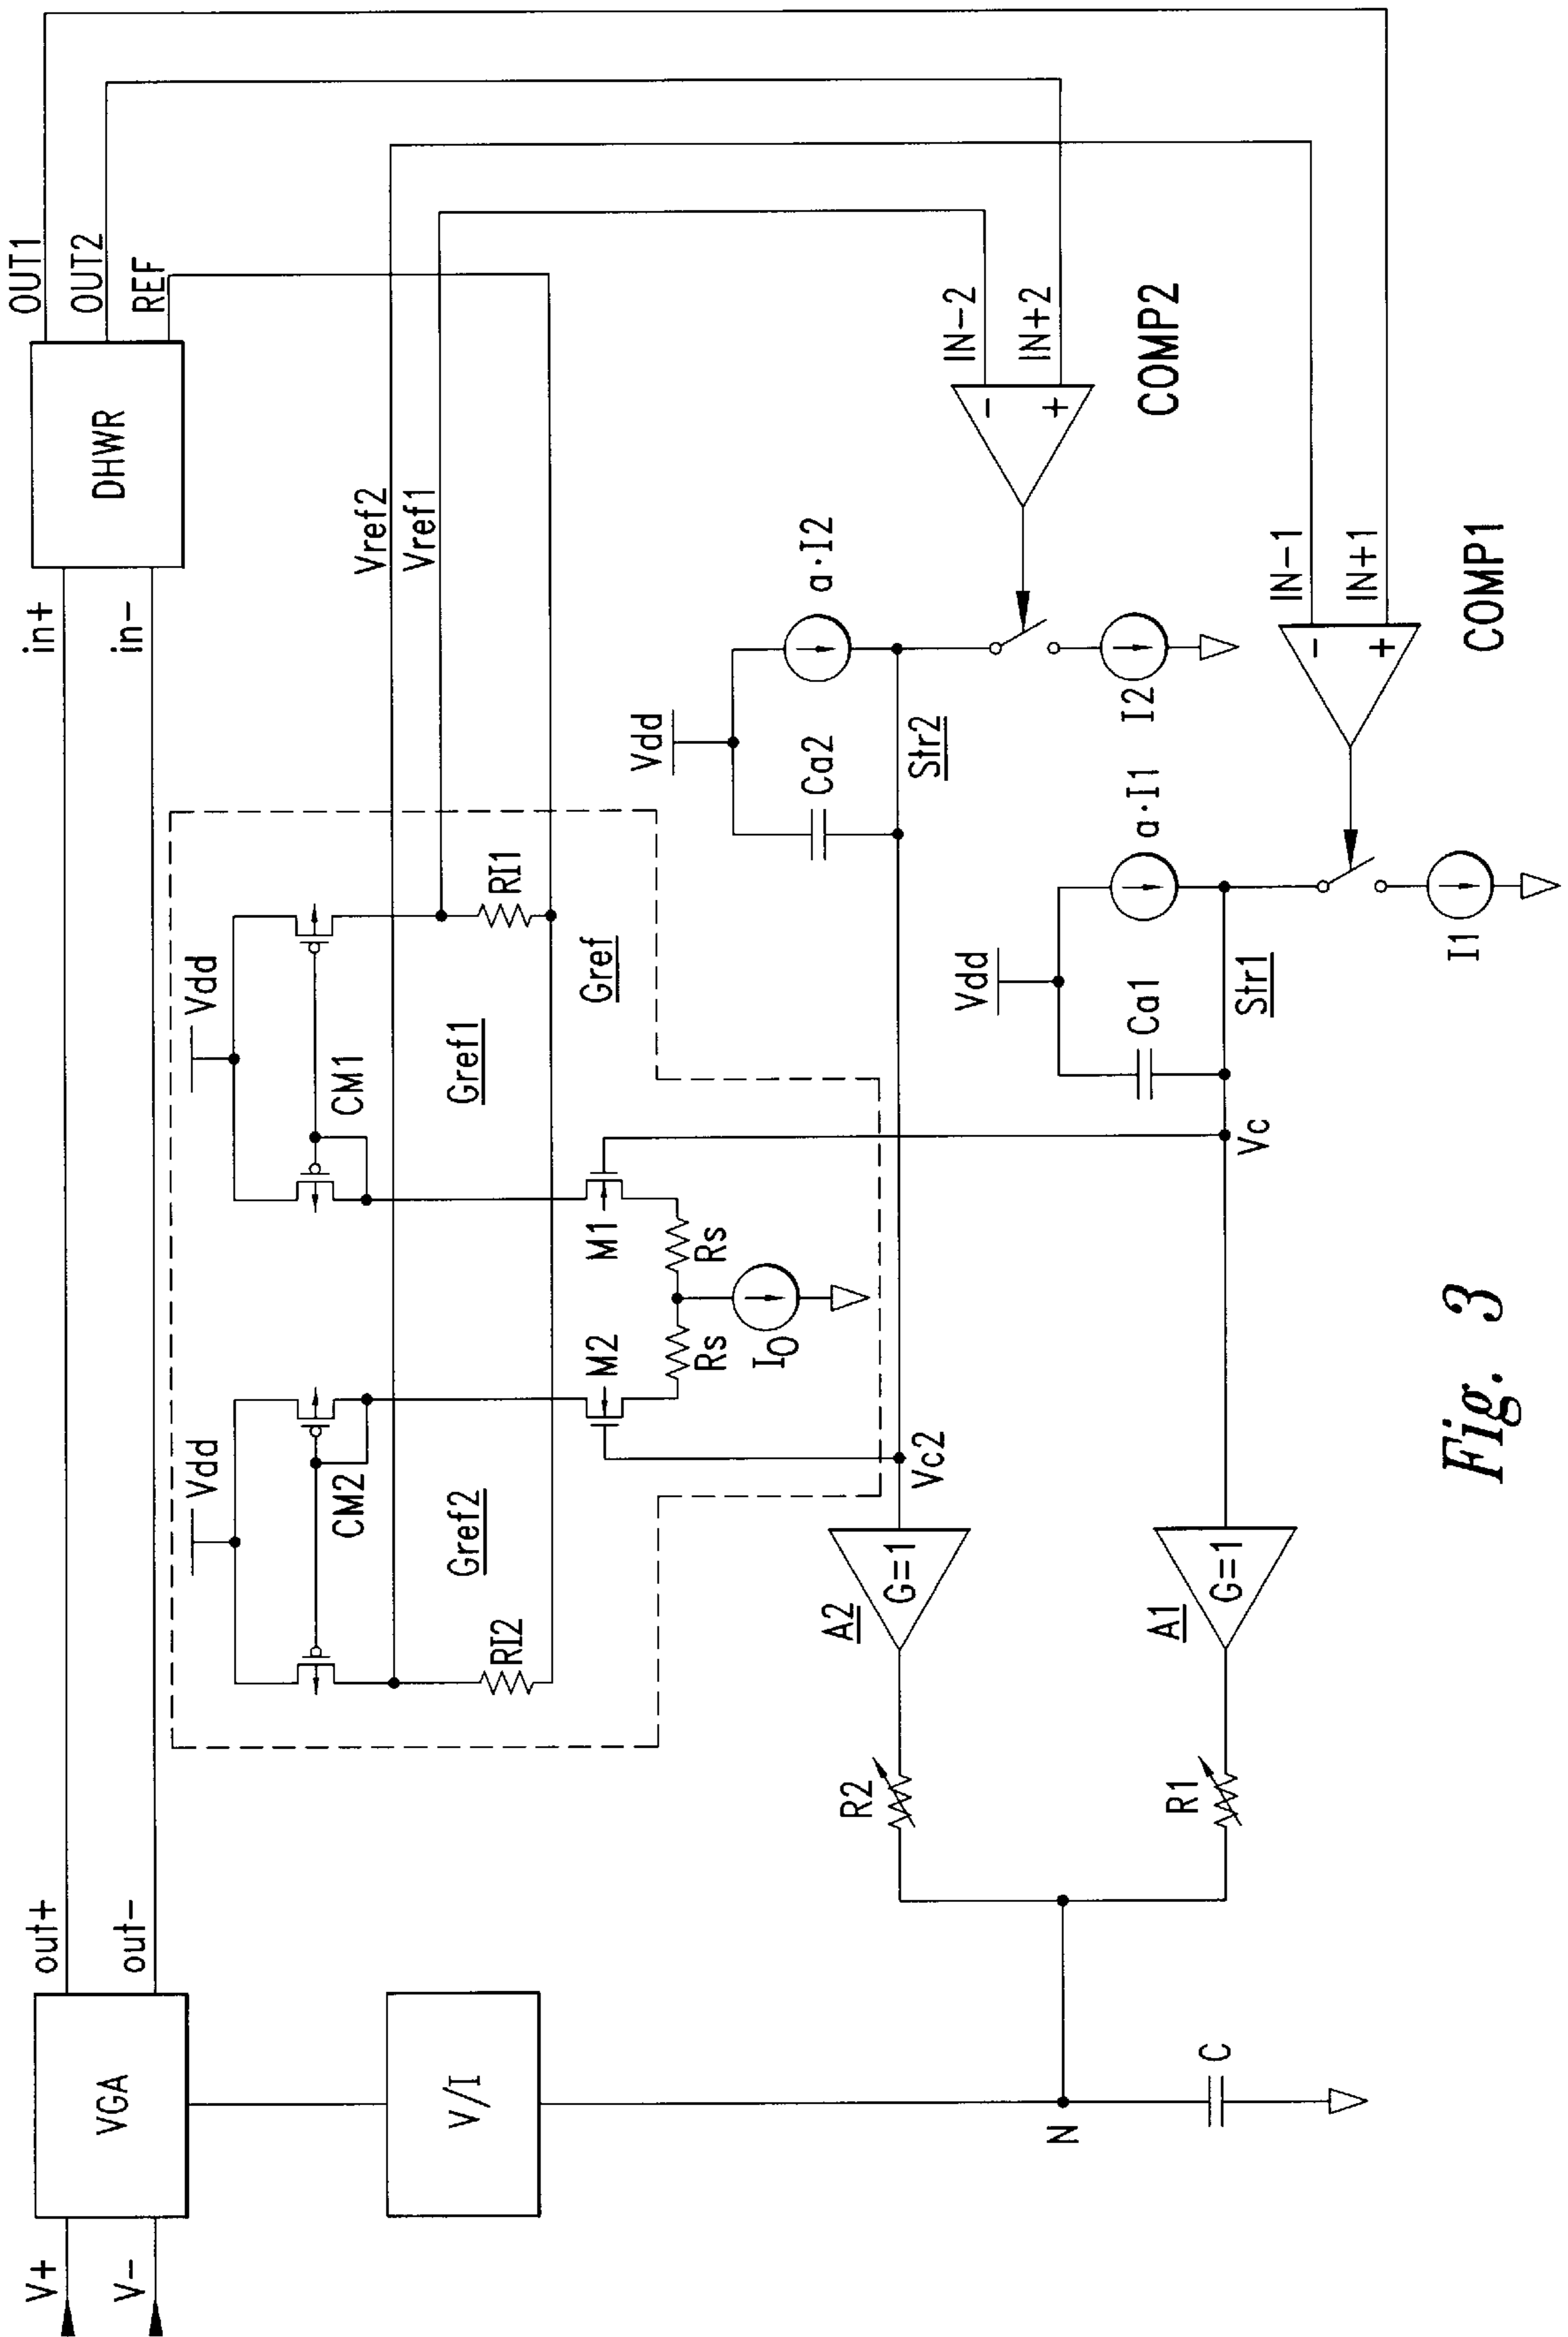 V+
V-
VGA
out+
out-
in+
in-
DHWR
OUT1
OUT2
REF
V/I
Vdd
CM2
Gref2
RI2
Vdd
CM1
Gref1
RI1
Gref
Vref2
Vref1
M2
M1
Rs
Rs
IO
Vc2
Vdd
Ca2
a·I2
Str2
I2
IN-2
IN+2
-
+
COMP2
R2
A2
G=1
N
C
R1
A1
G=1
Vc
Vdd
Ca1
a·I1
Str1
I1
IN-1
IN+1
-
+
COMP1
Fig. 3